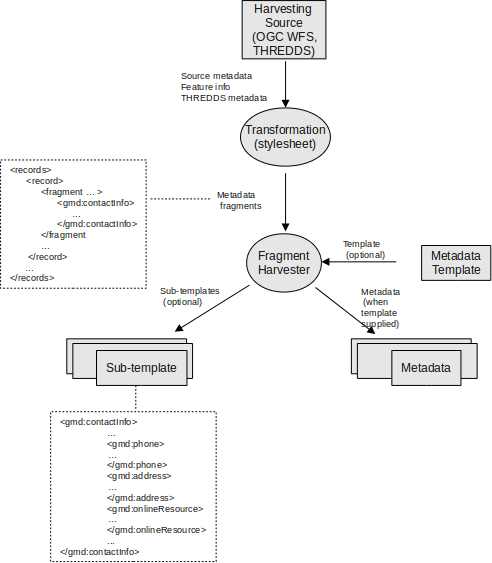 Harvesting
Source
(OGC WFS,
THREDDS)
Source metadata
Feature info
THREDDS metadata
Transformation
(stylesheet)
<records>
<record>
<fragment ... >
<gmd:contactInfo>
...
</gmd:contactInfo>
</fragment
...
</record>
...
</records>
Metadata
fragments
Fragment
Harvester
Template
(optional)
Metadata
Template
Sub-templates
(optional)
Metadata
(when
template
supplied)
Sub-template
Metadata
<gmd:contactInfo>
...
<gmd:phone>
...
</gmd:phone>
<gmd:address>
...
</gmd:address>
<gmd:onlineResource>
...
</gmd:onlineResource>
...
</gmd:contactInfo>